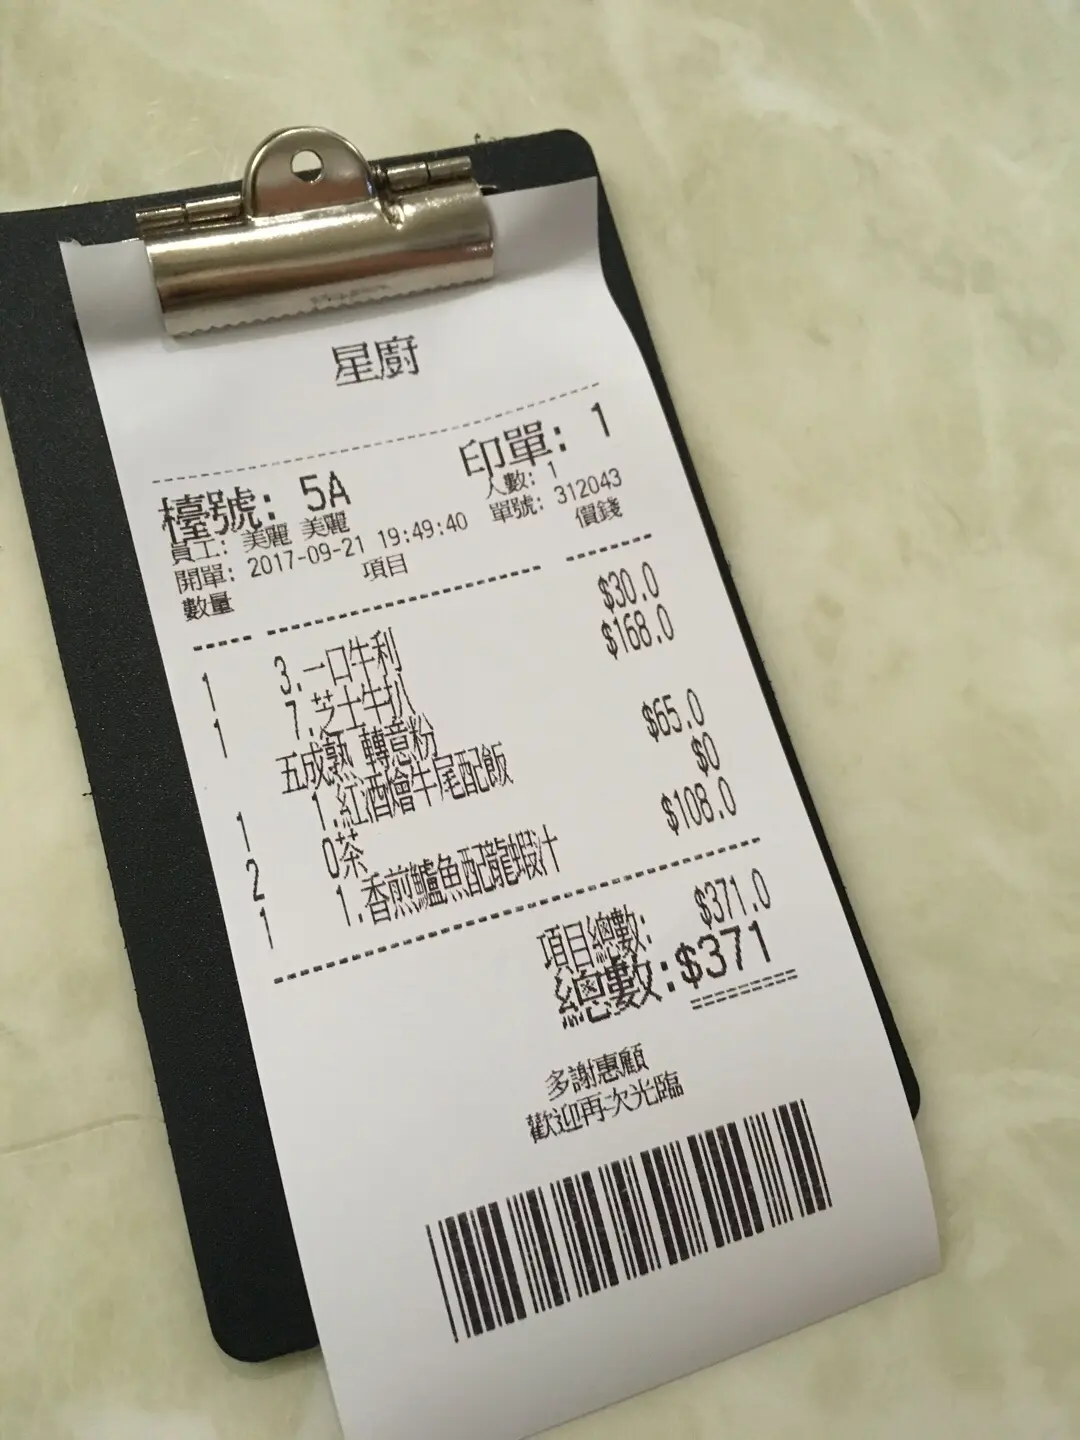 星廚
檯號: 5A 印單: 1
員工: 美麗 美麗 人數: 1
開單: 2017-09-21 19:49:40 單號: 312043
數量 項目 價錢
1 3.一口牛利 $30.0
1 7.芝士牛扒 $168.0
五成熟 轉意粉
1 1.紅酒燴牛尾配飯 $65.0
2 0茶 $0
1 1.香煎鱸魚配龍蝦汁 $108.0
項目總數: $371.0
總數:$371
多謝惠顧
歡迎再次光臨